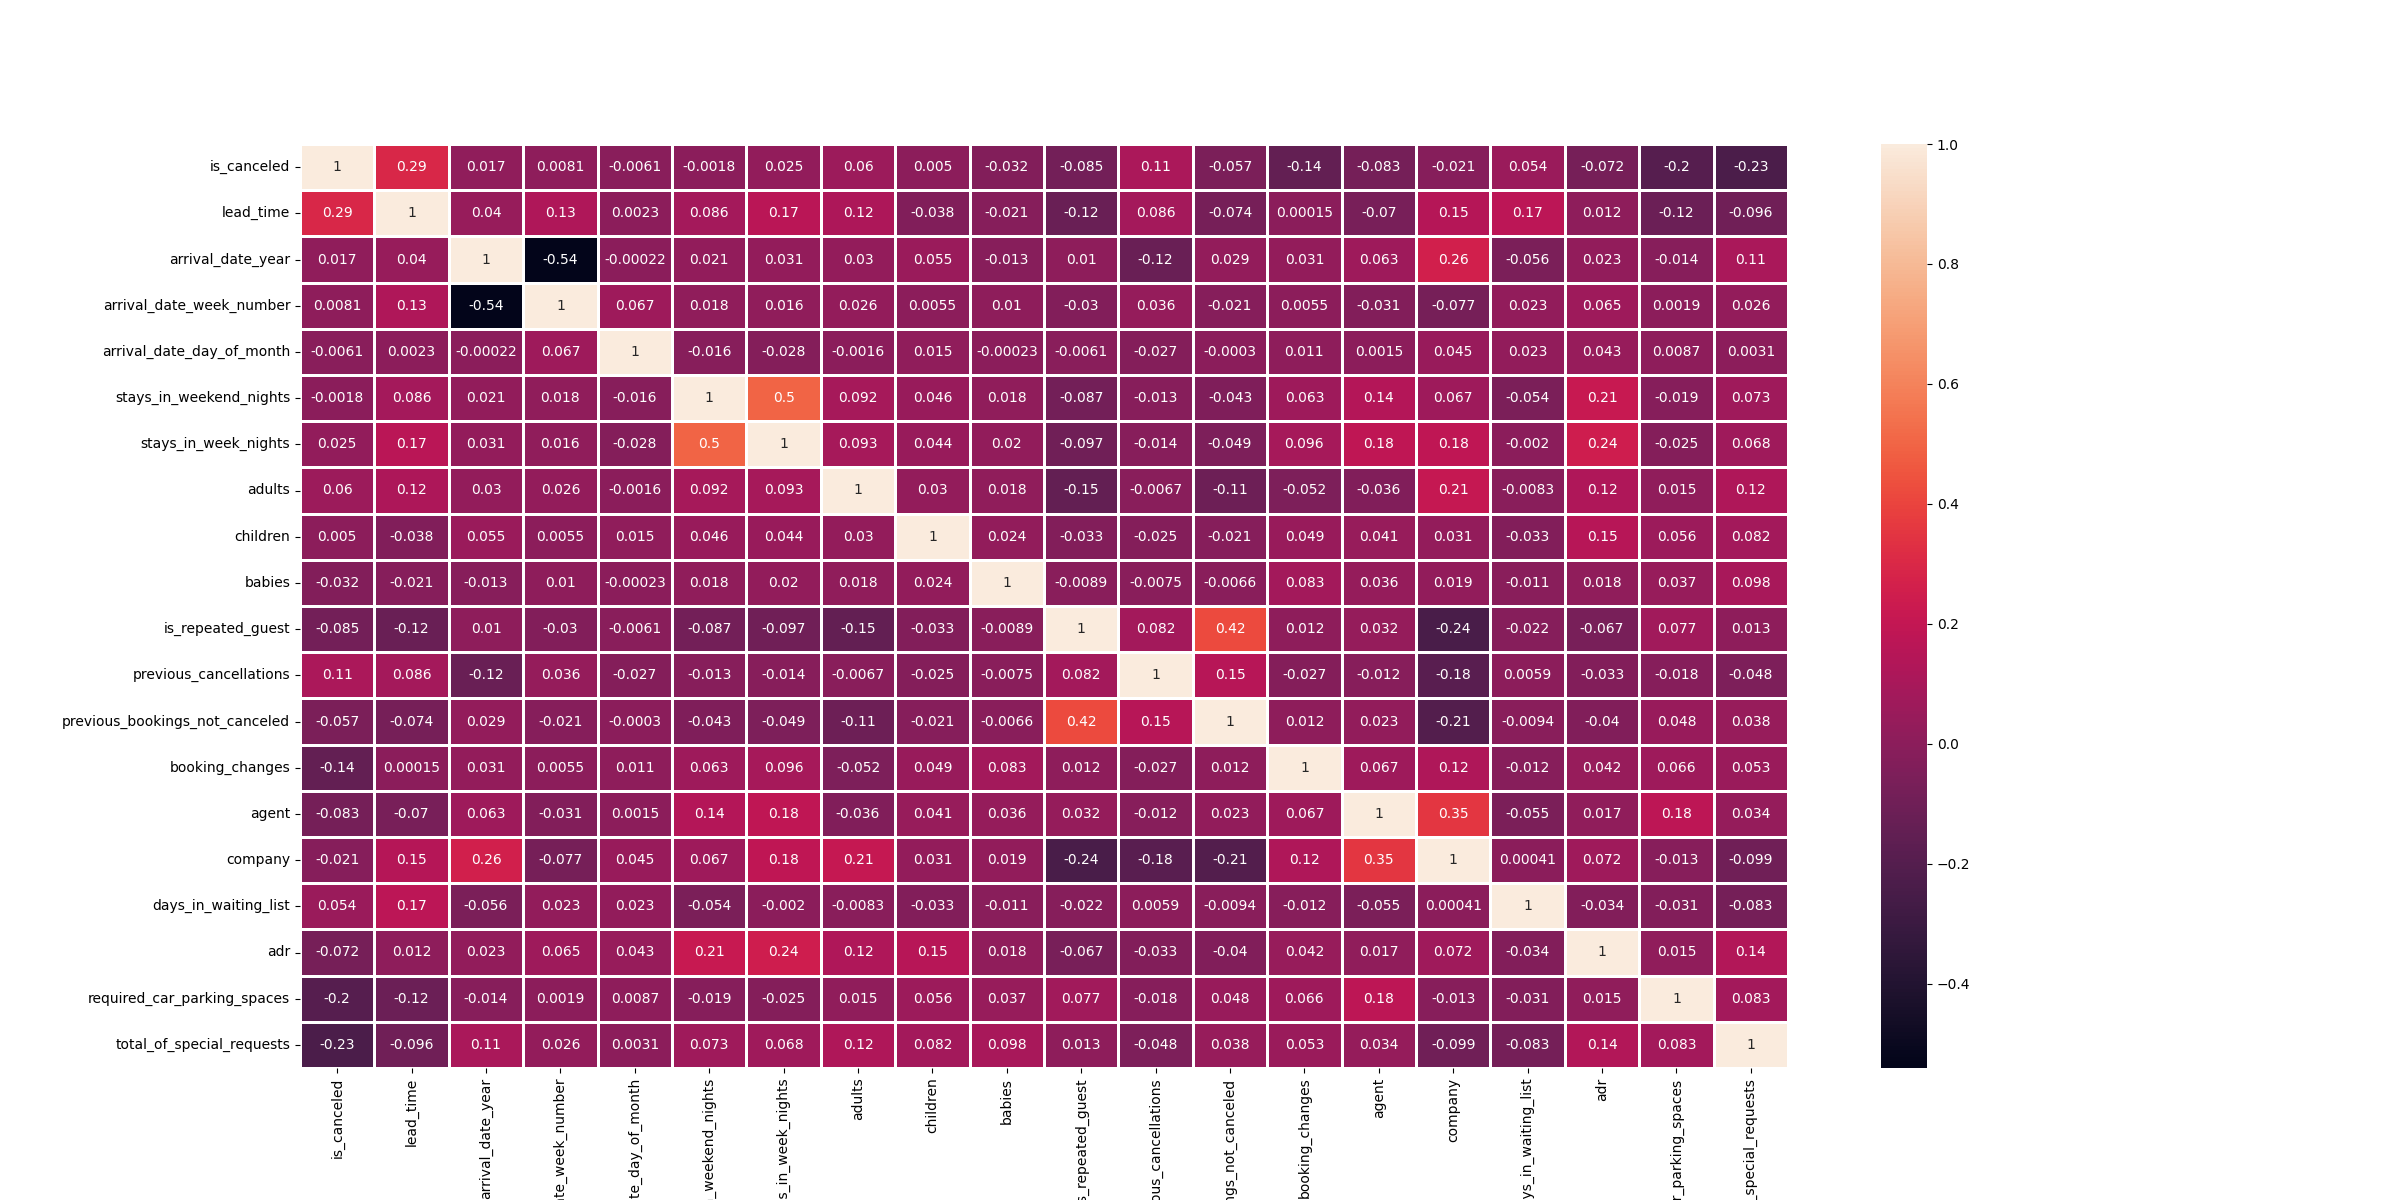 is_canceled 1 0.29 0.017 0.0081 -0.0061 -0.0018 0.025 0.06 0.005 -0.032 -0.085 0.11 -0.057 -0.14 -0.083 -0.021 0.054 -0.072 -0.2 -0.23
lead_time 0.29 1 0.04 0.13 0.0023 0.086 0.17 0.12 -0.038 -0.021 -0.12 0.086 -0.074 0.00015 -0.07 0.15 0.17 0.012 -0.12 -0.096
arrival_date_year 0.017 0.04 1 -0.54 -0.00022 0.021 0.031 0.03 0.055 -0.013 0.01 -0.12 0.029 0.031 0.063 0.26 -0.056 0.023 -0.014 0.11
arrival_date_week_number 0.0081 0.13 -0.54 1 0.067 0.018 0.016 0.026 0.0055 0.01 -0.03 0.036 -0.021 0.0055 -0.031 -0.077 0.023 0.065 0.0019 0.026
arrival_date_day_of_month -0.0061 0.0023 -0.00022 0.067 1 -0.016 -0.028 -0.0016 0.015 -0.00023 -0.0061 -0.027 -0.0003 0.011 0.0015 0.045 0.023 0.043 0.0087 0.0031
stays_in_weekend_nights -0.0018 0.086 0.021 0.018 -0.016 1 0.5 0.092 0.046 0.018 -0.087 -0.013 -0.043 0.063 0.14 0.067 -0.054 0.21 -0.019 0.073
stays_in_week_nights 0.025 0.17 0.031 0.016 -0.028 0.5 1 0.093 0.044 0.02 -0.097 -0.014 -0.049 0.096 0.18 0.18 -0.002 0.24 -0.025 0.068
adults 0.06 0.12 0.03 0.026 -0.0016 0.092 0.093 1 0.03 0.018 -0.15 -0.0067 -0.11 -0.052 -0.036 0.21 -0.0083 0.12 0.015 0.12
children 0.005 -0.038 0.055 0.0055 0.015 0.046 0.044 0.03 1 0.024 -0.033 -0.025 -0.021 0.049 0.041 0.031 -0.033 0.15 0.056 0.082
babies -0.032 -0.021 -0.013 0.01 -0.00023 0.018 0.02 0.018 0.024 1 -0.0089 -0.0075 -0.0066 0.083 0.036 0.019 -0.011 0.018 0.037 0.098
is_repeated_guest -0.085 -0.12 0.01 -0.03 -0.0061 -0.087 -0.097 -0.15 -0.033 -0.0089 1 0.082 0.42 0.012 0.032 -0.24 -0.022 -0.067 0.077 0.013
previous_cancellations 0.11 0.086 -0.12 0.036 -0.027 -0.013 -0.014 -0.0067 -0.025 -0.0075 0.082 1 0.15 -0.027 -0.012 -0.18 0.0059 -0.033 -0.018 -0.048
previous_bookings_not_canceled -0.057 -0.074 0.029 -0.021 -0.0003 -0.043 -0.049 -0.11 -0.021 -0.0066 0.42 0.15 1 0.012 0.023 -0.21 -0.0094 -0.04 0.048 0.038
booking_changes -0.14 0.00015 0.031 0.0055 0.011 0.063 0.096 -0.052 0.049 0.083 0.012 -0.027 0.012 1 0.067 0.12 -0.012 0.042 0.066 0.053
agent -0.083 -0.07 0.063 -0.031 0.0015 0.14 0.18 -0.036 0.041 0.036 0.032 -0.012 0.023 0.067 1 0.35 -0.055 0.017 0.18 0.034
company -0.021 0.15 0.26 -0.077 0.045 0.067 0.18 0.21 0.031 0.019 -0.24 -0.18 -0.21 0.12 0.35 1 0.00041 0.072 -0.013 -0.099
days_in_waiting_list 0.054 0.17 -0.056 0.023 0.023 -0.054 -0.002 -0.0083 -0.033 -0.011 -0.022 0.0059 -0.0094 -0.012 -0.055 0.00041 1 -0.034 -0.031 -0.083
adr -0.072 0.012 0.023 0.065 0.043 0.21 0.24 0.12 0.15 0.018 -0.067 -0.033 -0.04 0.042 0.017 0.072 -0.034 1 0.015 0.14
required_car_parking_spaces -0.2 -0.12 -0.014 0.0019 0.0087 -0.019 -0.025 0.015 0.056 0.037 0.077 -0.018 0.048 0.066 0.18 -0.013 -0.031 0.015 1 0.083
total_of_special_requests -0.23 -0.096 0.11 0.026 0.0031 0.073 0.068 0.12 0.082 0.098 0.013 -0.048 0.038 0.053 0.034 -0.099 -0.083 0.14 0.083 1
is_canceled
lead_time
arrival_date_year
ate_week_number
te_day_of_month
_weekend_nights
s_in_week_nights
adults
children
babies
s_repeated_guest
ous_cancellations
ngs_not_canceled
booking_changes
agent
company
ys_in_waiting_list
adr
r_parking_spaces
_special_requests
1.0
0.8
0.6
0.4
0.2
0.0
−0.2
−0.4